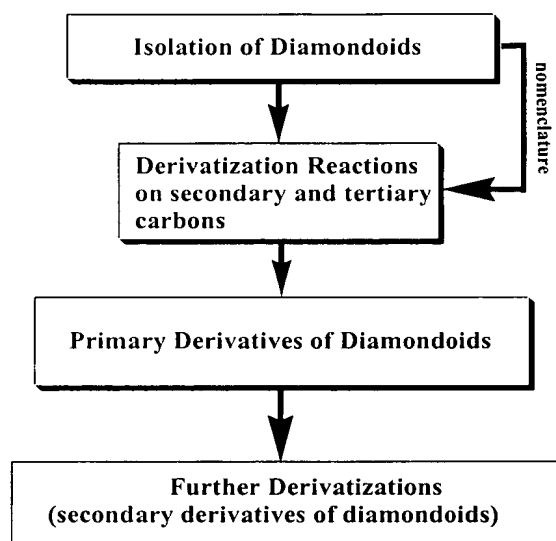 Isolation of Diamondoids
nomenclature
Derivatization Reactions
on secondary and tertiary
carbons
Primary Derivatives of Diamondoids
Further Derivatizations
(secondary derivatives of diamondoids)